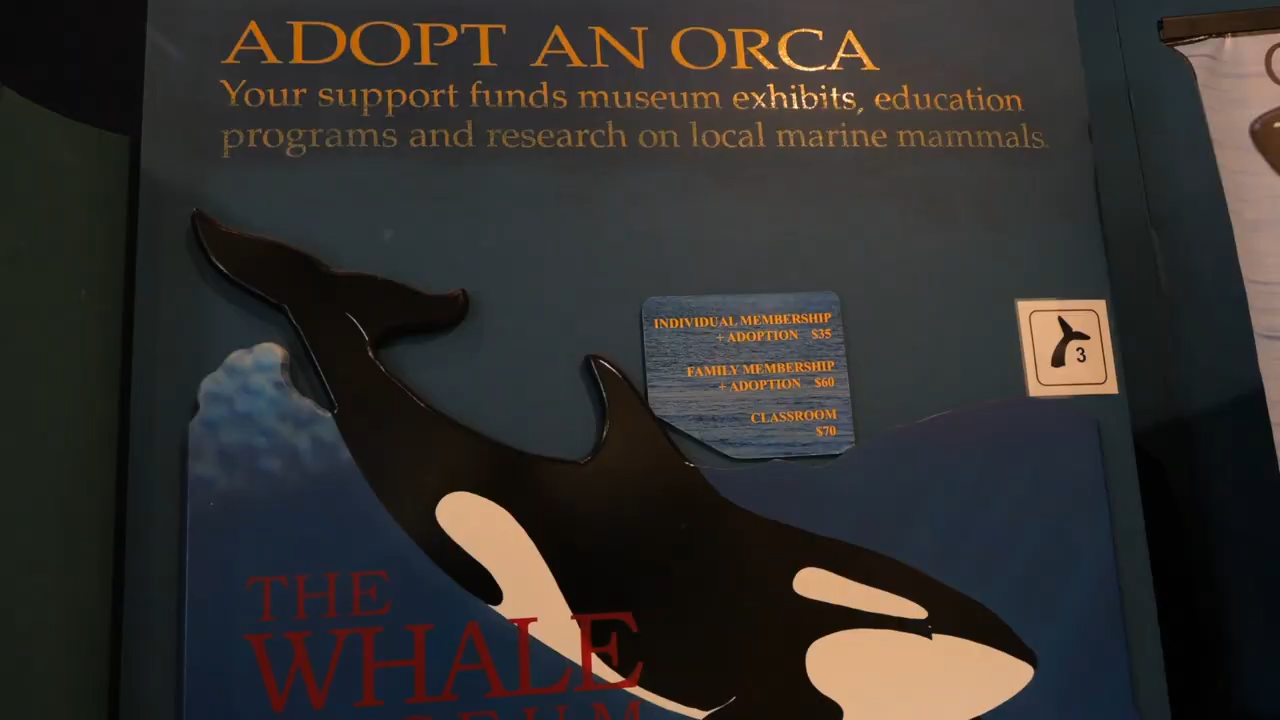 ADOPT AN ORCA
Your support funds museum exhibits, education
programs and research on local marine mammals.
INDIVIDUAL MEMBERSHIP
+ ADOPTION $35
FAMILY MEMBERSHIP
+ ADOPTION $60
CLASSROOM
$70
3
THE
WHALE